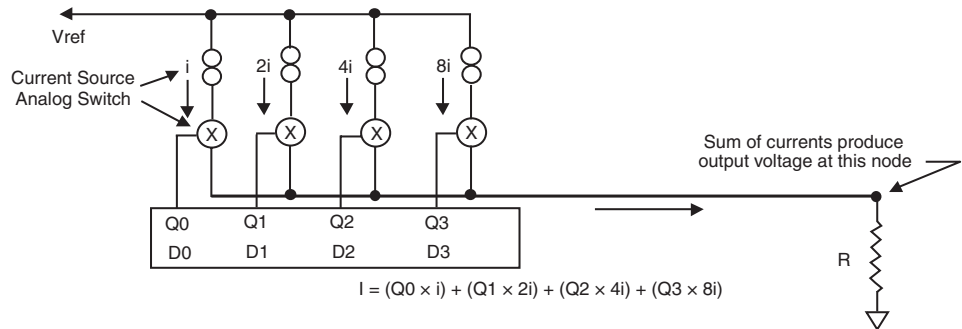 Vref
Current Source
Analog Switch
i
2i
4i
8i
X
X
X
X
Sum of currents produce
output voltage at this node
Q0
Q1
Q2
Q3
D0
D1
D2
D3
R
I = (Q0 × i) + (Q1 × 2i) + (Q2 × 4i) + (Q3 × 8i)